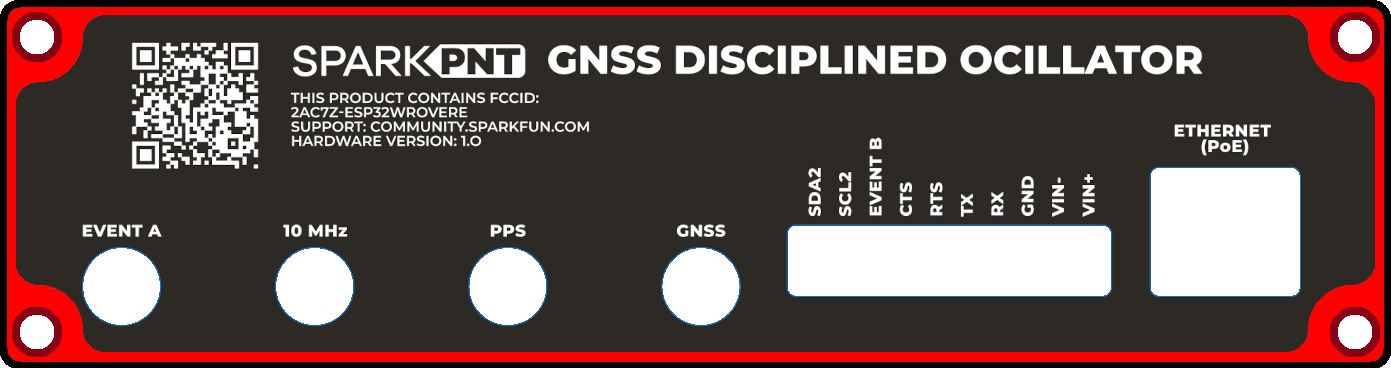 SPARKPNT GNSS DISCIPLINED OCILLATOR
THIS PRODUCT CONTAINS FCCID:
2AC7Z-ESP32WROVERE
SUPPORT: COMMUNITY.SPARKFUN.COM
HARDWARE VERSION: 1.0
ETHERNET
(PoE)
SDA2
SCL2
EVENT B
CTS
RTS
TX
RX
GND
VIN-
VIN+
EVENT A
10 MHz
PPS
GNSS